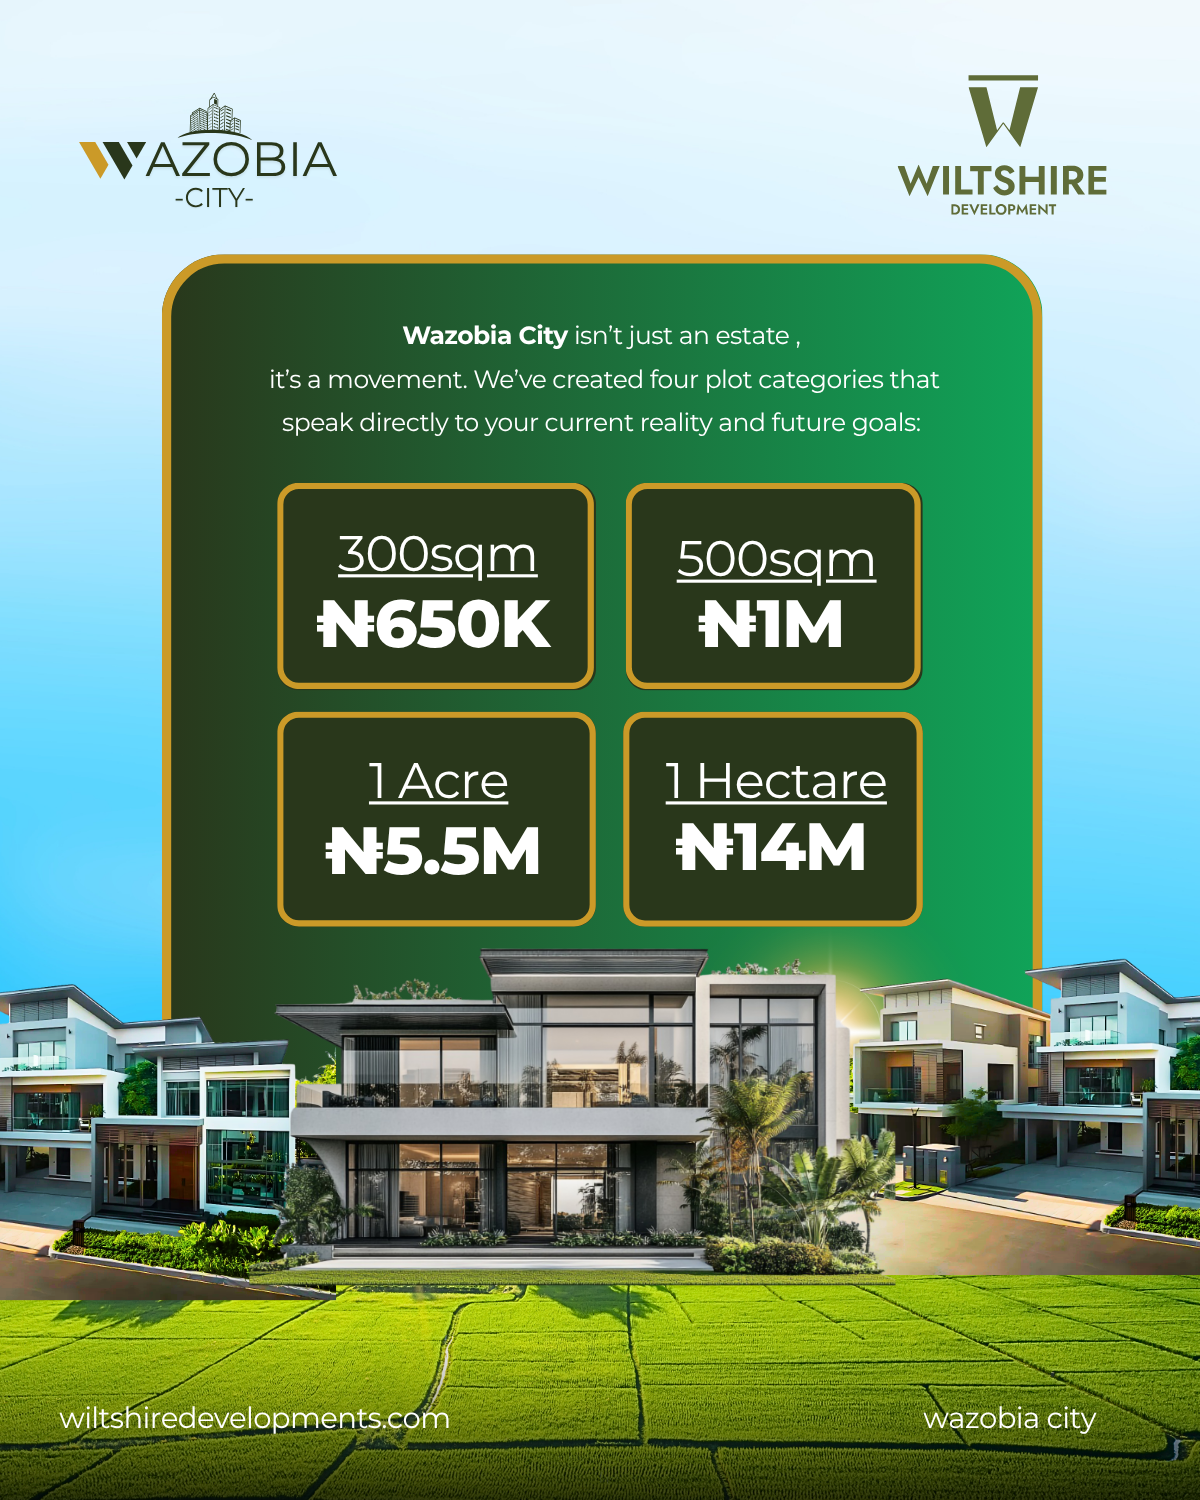 WAZOBIA
-CITY-
WILTSHIRE
DEVELOPMENT
Wazobia City isn’t just an estate ,
it’s a movement. We’ve created four plot categories that
speak directly to your current reality and future goals:
300sqm
₦650K
500sqm
₦1M
1 Acre
₦5.5M
1 Hectare
₦14M
wiltshiredevelopments.com
wazobia city